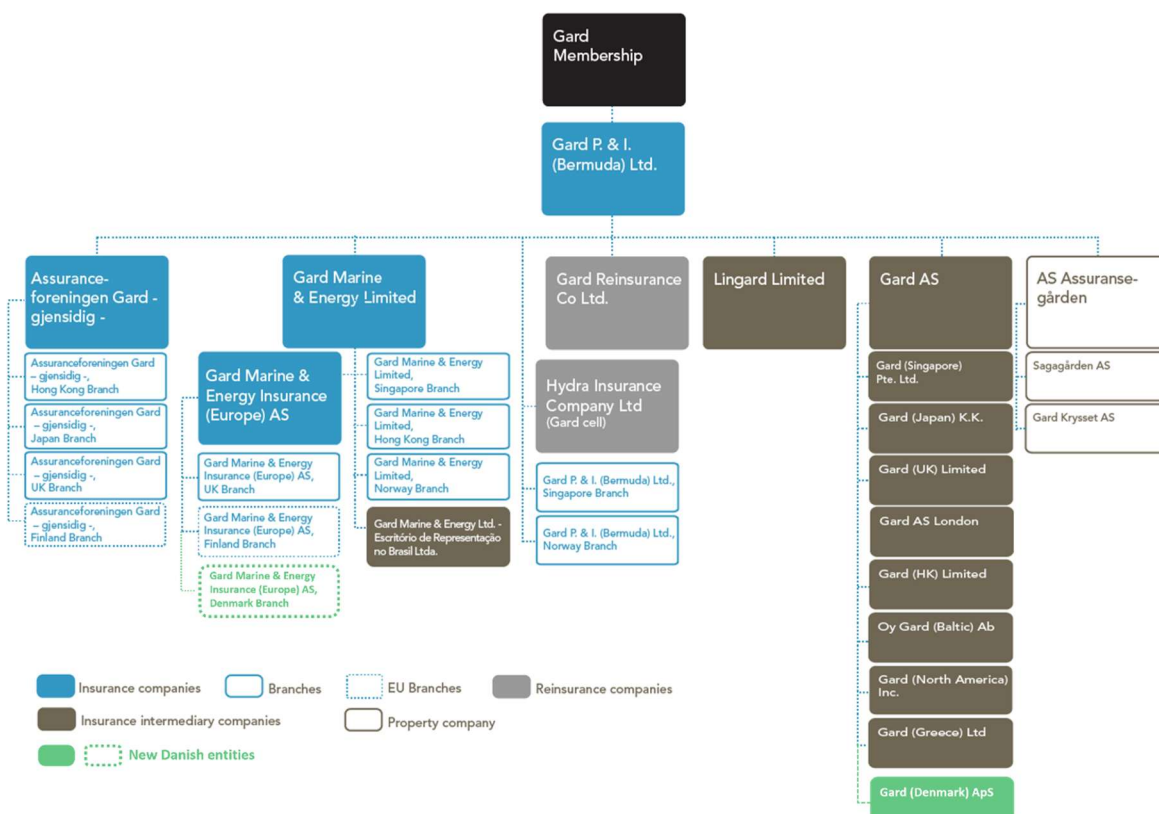 Gard
Membership
Gard P. & I.
(Bermuda) Ltd.
Assurance-
foreningen Gard -
gjensidig -
Assuranceforeningen Gard
– gjensidig -,
Hong Kong Branch
Assuranceforeningen Gard
– gjensidig -,
Japan Branch
Assuranceforeningen Gard
– gjensidig -,
UK Branch
Assuranceforeningen Gard
– gjensidig -,
Finland Branch
Gard Marine
& Energy Limited
Gard Marine &
Energy Insurance
(Europe) AS
Gard Marine & Energy
Insurance (Europe) AS,
UK Branch
Gard Marine & Energy
Insurance (Europe) AS,
Finland Branch
Gard Marine & Energy
Insurance (Europe) AS,
Denmark Branch
Gard Marine & Energy
Limited,
Singapore Branch
Gard Marine & Energy
Limited,
Hong Kong Branch
Gard Marine & Energy
Limited,
Norway Branch
Gard Marine & Energy Ltd. -
Escritório de Representação
no Brasil Ltda.
Gard Reinsurance
Co Ltd.
Hydra Insurance
Company Ltd
(Gard cell)
Gard P. & I. (Bermuda) Ltd.,
Singapore Branch
Gard P. & I. (Bermuda) Ltd.,
Norway Branch
Lingard Limited
Gard AS
Gard (Singapore)
Pte. Ltd.
Gard (Japan) K.K.
Gard (UK) Limited
Gard AS London
Gard (HK) Limited
Oy Gard (Baltic) Ab
Gard (North America)
Inc.
Gard (Greece) Ltd
Gard (Denmark) ApS
AS Assuranse-
gården
Sagagården AS
Gard Krysset AS
Insurance companies
Branches
EU Branches
Reinsurance companies
Insurance intermediary companies
Property company
New Danish entities